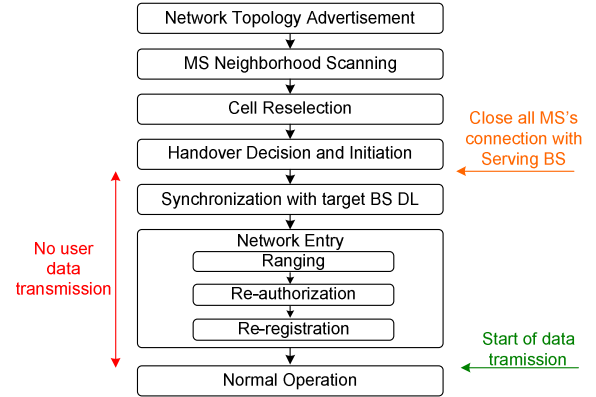 Network Topology Advertisement
MS Neighborhood Scanning
Cell Reselection
Close all MS's
connection with
Serving BS
Handover Decision and Initiation
Synchronization with target BS DL
No user
data
transmission
Network Entry
Ranging
Re-authorization
Re-registration
Start of data
tramission
Normal Operation